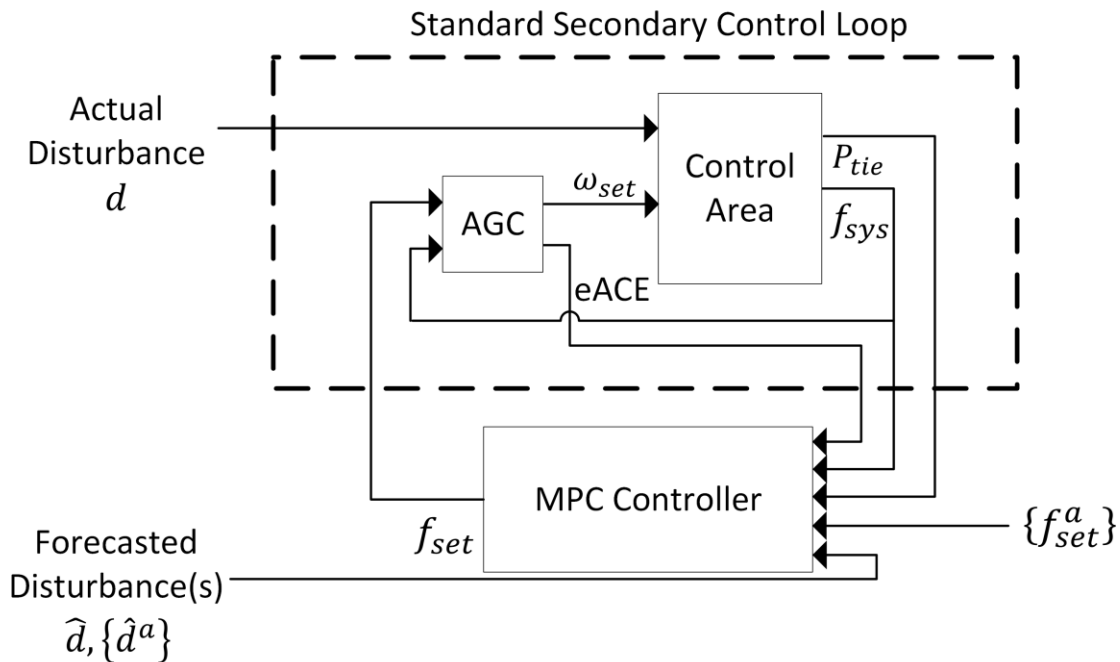 Standard Secondary Control Loop
Actual
Disturbance
d
ω_set
AGC
Control
Area
P_tie
f_sys
eACE
MPC Controller
f_set
{f^a_set}
Forecasted
Disturbance(s)
d̂, {d̂^a}